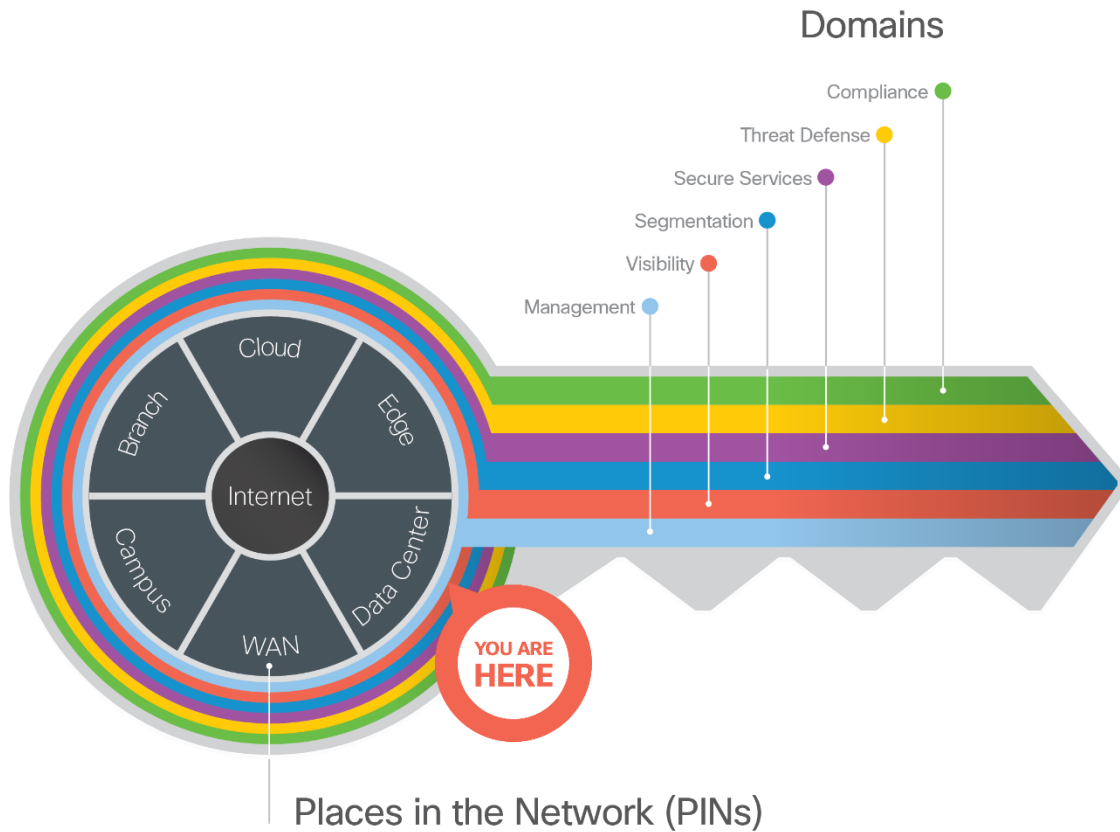 Domains
Compliance
Threat Defense
Secure Services
Segmentation
Visibility
Management
Cloud
Edge
Branch
Internet
Campus
Data Center
WAN
YOU ARE
HERE
Places in the Network (PINs)